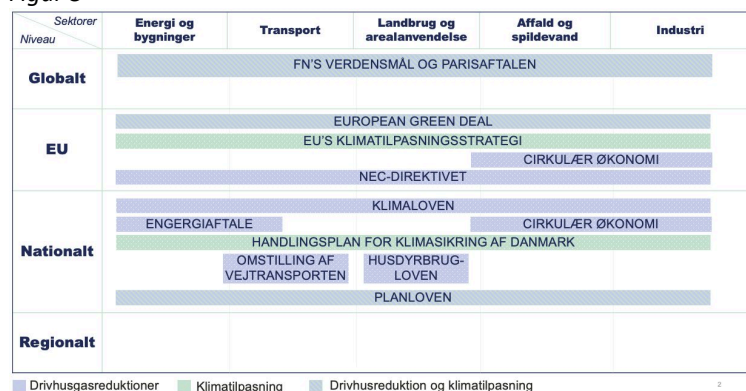 Sektorer
Niveau
Energi og
bygninger
Transport
Landbrug og
arealanvendelse
Affald og
spildevand
Industri
Globalt
FN'S VERDENSMÅL OG PARISAFTALEN
EU
EUROPEAN GREEN DEAL
EU'S KLIMATILPASNINGSSTRATEGI
CIRKULÆR ØKONOMI
NEC-DIREKTIVET
Nationalt
KLIMALOVEN
ENGERGIAFTALE
CIRKULÆR ØKONOMI
HANDLINGSPLAN FOR KLIMASIKRING AF DANMARK
OMSTILLING AF
VEJTRANSPORTEN
HUSDYRBRUG-
LOVEN
PLANLOVEN
Regionalt
Drivhusgasreduktioner
Klimatilpasning
Drivhusreduktion og klimatilpasning
2